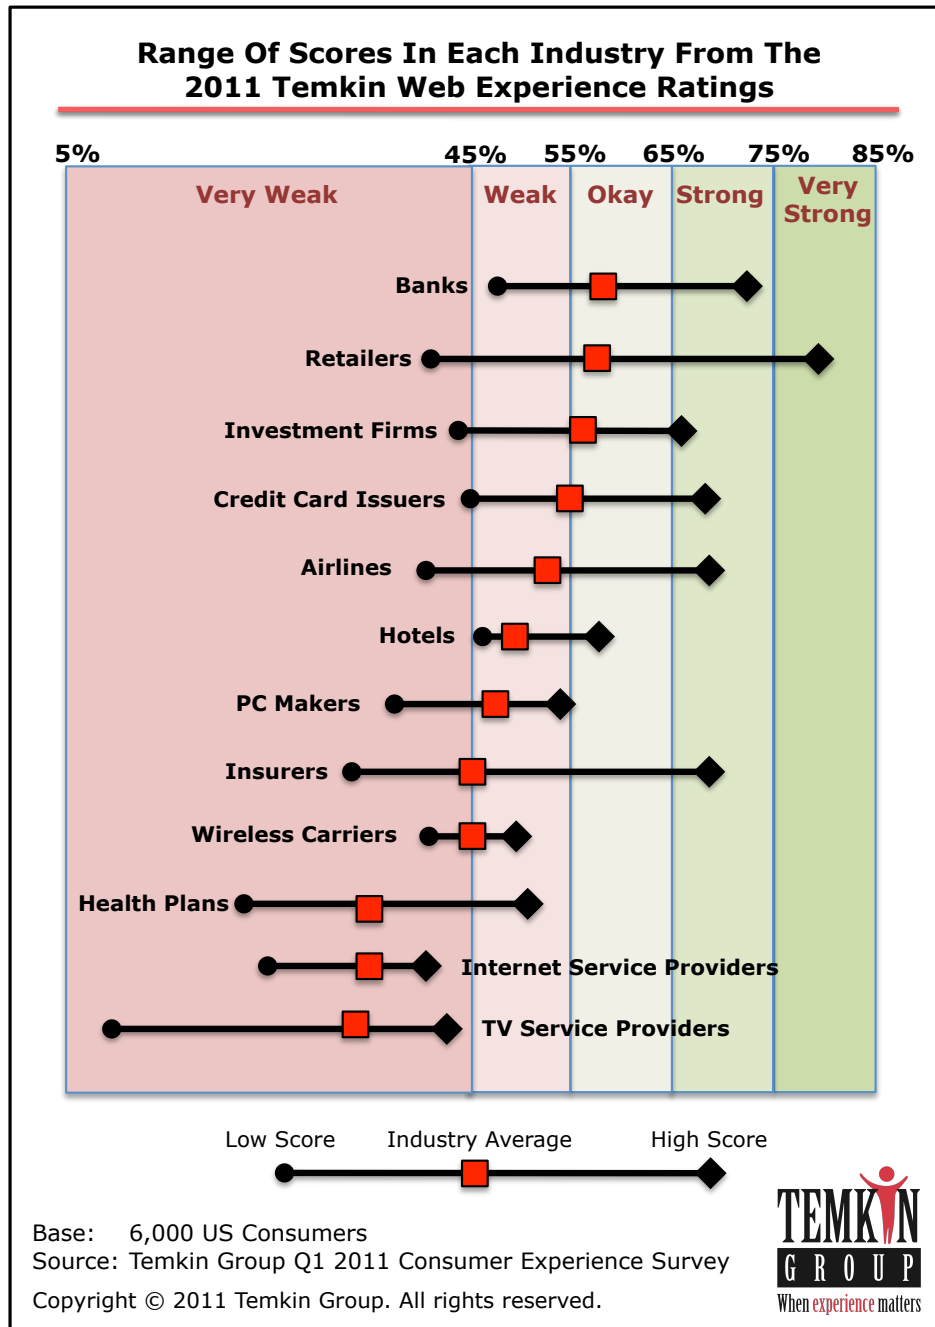 Range Of Scores In Each Industry From The
2011 Temkin Web Experience Ratings
5% 45% 55% 65% 75% 85%
Very Weak Weak Okay Strong Very
Strong
Banks
Retailers
Investment Firms
Credit Card Issuers
Airlines
Hotels
PC Makers
Insurers
Wireless Carriers
Health Plans
Internet Service Providers
TV Service Providers
Low Score Industry Average High Score
Base: 6,000 US Consumers
Source: Temkin Group Q1 2011 Consumer Experience Survey
Copyright © 2011 Temkin Group. All rights reserved.
TEMKIN
GROUP
When experience matters